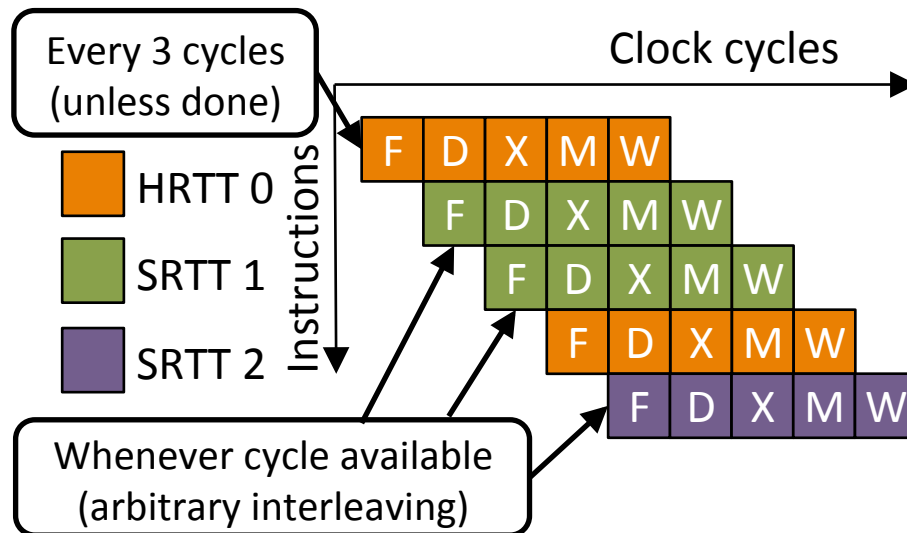 Every 3 cycles
(unless done)
Clock cycles
Instructions
HRTT 0
SRTT 1
SRTT 2
F D X M W
F D X M W
F D X M W
F D X M W
F D X M W
Whenever cycle available
(arbitrary interleaving)